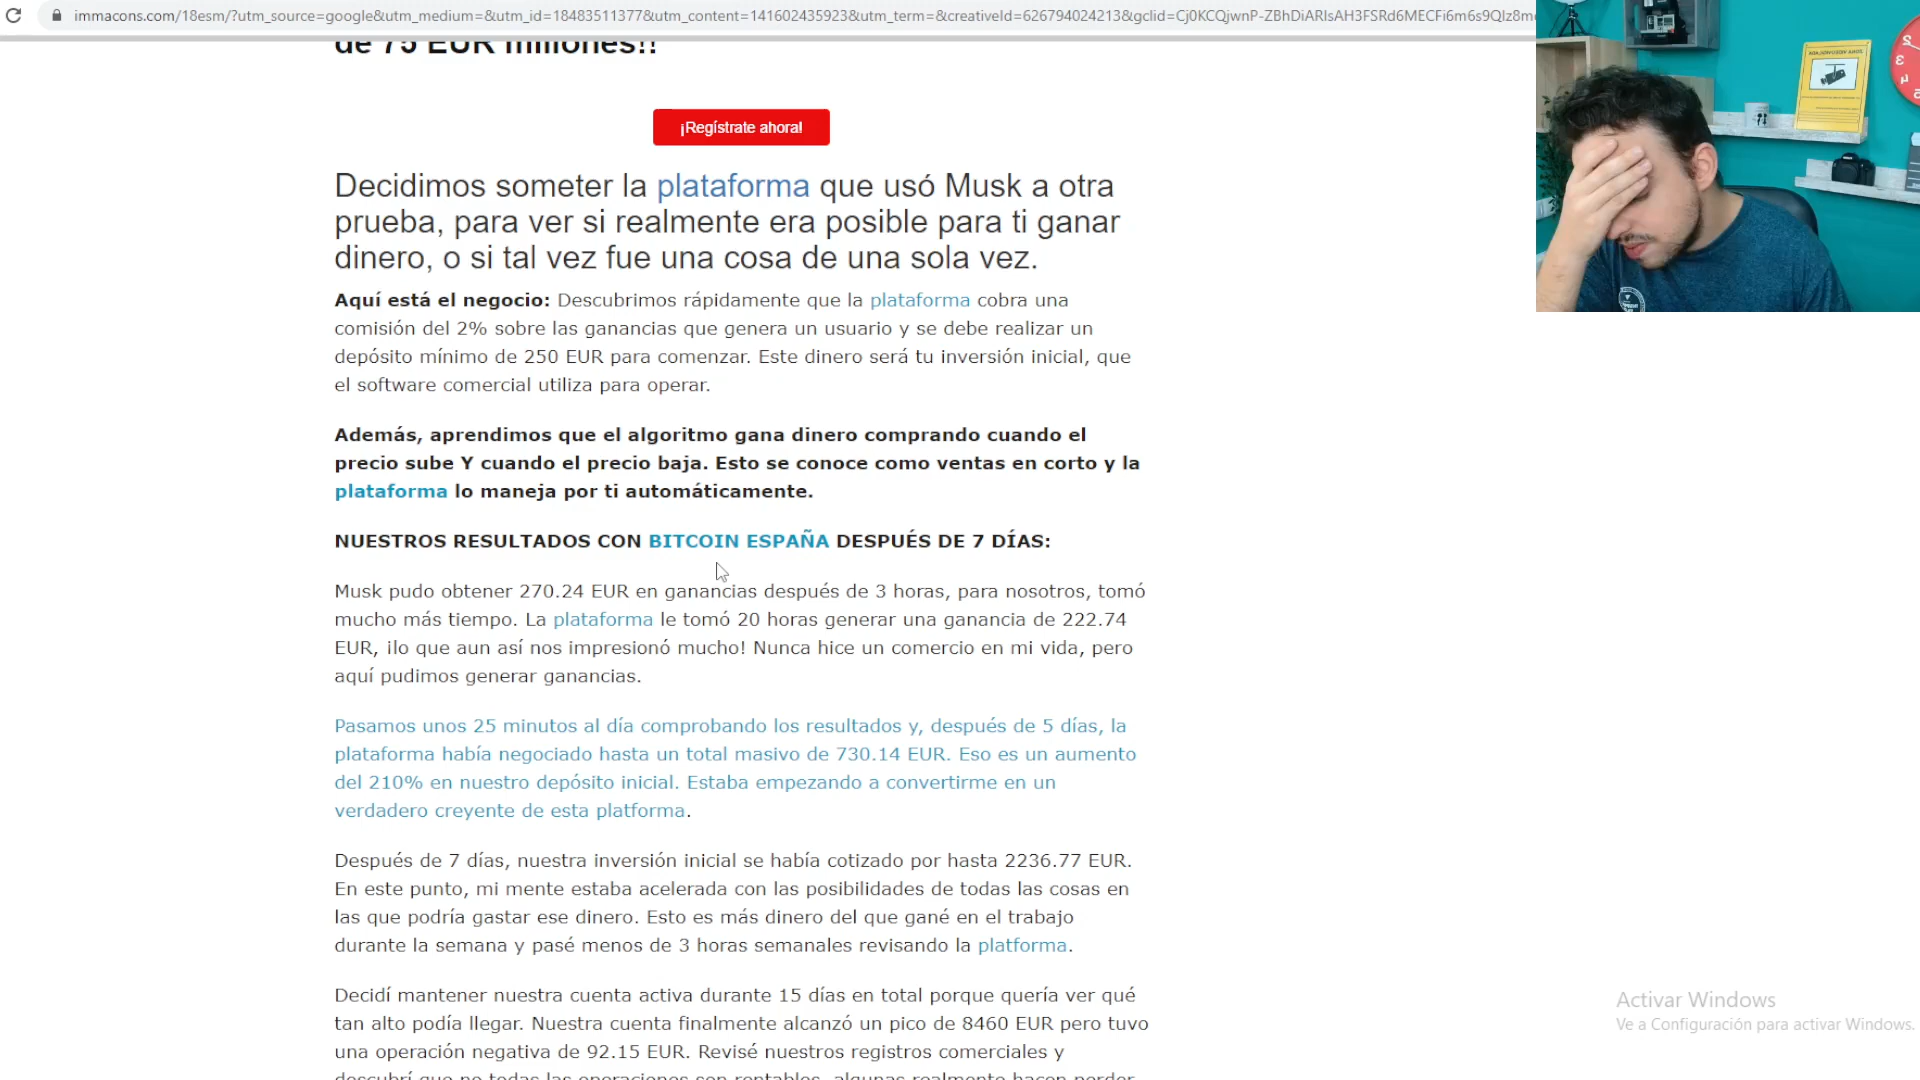 immacons.com/18esm/?utm_source=google&utm_medium=&utm_id=18483511377&utm_content=141602435923&utm_term=&creativeId=626794024213&gclid=Cj0KCQjwnP-ZBhDiARIsAH3FSRd6MECFi6m6s9Qlz8m
de 75 EUR millones!!
¡Regístrate ahora!
Decidimos someter la plataforma que usó Musk a otra
prueba, para ver si realmente era posible para ti ganar
dinero, o si tal vez fue una cosa de una sola vez.
Aquí está el negocio: Descubrimos rápidamente que la plataforma cobra una
comisión del 2% sobre las ganancias que genera un usuario y se debe realizar un
depósito mínimo de 250 EUR para comenzar. Este dinero será tu inversión inicial, que
el software comercial utiliza para operar.
Además, aprendimos que el algoritmo gana dinero comprando cuando el
precio sube Y cuando el precio baja. Esto se conoce como ventas en corto y la
plataforma lo maneja por ti automáticamente.
NUESTROS RESULTADOS CON BITCOIN ESPAÑA DESPUÉS DE 7 DÍAS:
Musk pudo obtener 270.24 EUR en ganancias después de 3 horas, para nosotros, tomó
mucho más tiempo. La plataforma le tomó 20 horas generar una ganancia de 222.74
EUR, ¡lo que aun así nos impresionó mucho! Nunca hice un comercio en mi vida, pero
aquí pudimos generar ganancias.
Pasamos unos 25 minutos al día comprobando los resultados y, después de 5 días, la
plataforma había negociado hasta un total masivo de 730.14 EUR. Eso es un aumento
del 210% en nuestro depósito inicial. Estaba empezando a convertirme en un
verdadero creyente de esta platforma.
Después de 7 días, nuestra inversión inicial se había cotizado por hasta 2236.77 EUR.
En este punto, mi mente estaba acelerada con las posibilidades de todas las cosas en
las que podría gastar ese dinero. Esto es más dinero del que gané en el trabajo
durante la semana y pasé menos de 3 horas semanales revisando la platforma.
Decidí mantener nuestra cuenta activa durante 15 días en total porque quería ver qué
tan alto podía llegar. Nuestra cuenta finalmente alcanzó un pico de 8460 EUR pero tuvo
una operación negativa de 92.15 EUR. Revisé nuestros registros comerciales y
descubrí que no todas las operaciones son rentables, algunas realmente hacen perder
Activar Windows
Ve a Configuración para activar Windows.